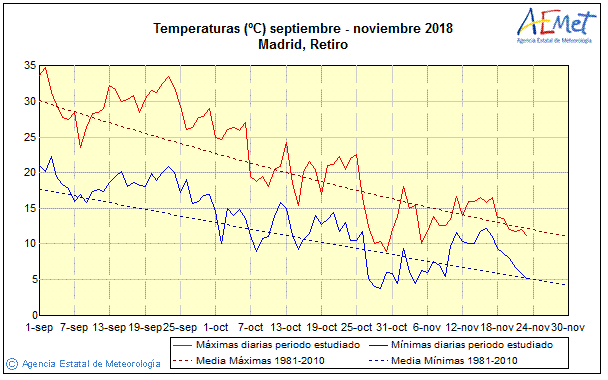 Temperaturas (ºC) septiembre - noviembre 2018
Madrid, Retiro
AEMet
Agencia Estatal de Meteorología
35
30
25
20
15
10
5
0
1-sep 7-sep 13-sep 19-sep 25-sep 1-oct 7-oct 13-oct 19-oct 25-oct 31-oct 6-nov 12-nov 18-nov 24-nov 30-nov
Máximas diarias periodo estudiado Mínimas diarias periodo estudiado
Media Máximas 1981-2010 Media Mínimas 1981-2010
© Agencia Estatal de Meteorología